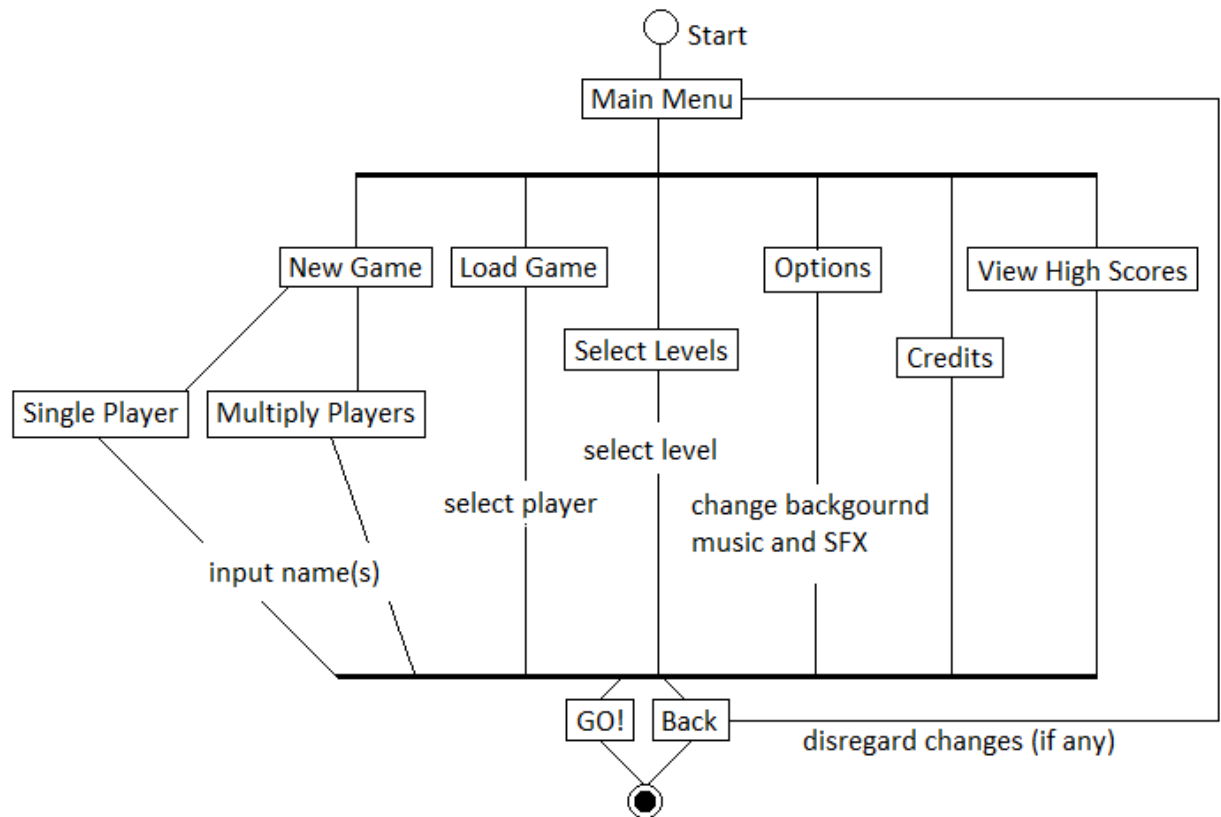 Start
Main Menu
New Game
Load Game
Options
View High Scores
Select Levels
Credits
Single Player
Multiply Players
select level
select player
change backgournd
music and SFX
input name(s)
GO!
Back
disregard changes (if any)